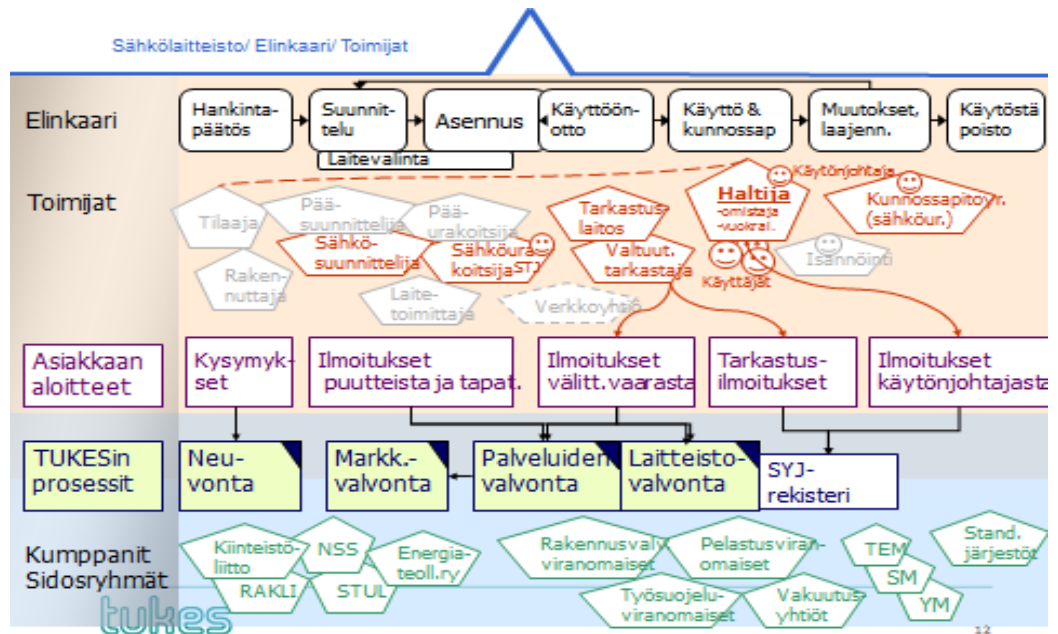 Sähkölaitteisto/ Elinkaari/ Toimijat
Elinkaari
Hankinta-
päätös
Suunnit-
telu
Laitevalinta
Asennus
Käyttöön-
otto
Käyttö &
kunnossap
Muutokset,
laajenn.
Käytöstä
poisto
Toimijat
Tilaaja
Pää-
suunnittelija
Pää-
urakoitsija
Sähkö-
suunnittelija
Sähköura
koitsija
STJ
Raken-
nuttaja
Laite-
toimittaja
Verkkoyhtiö
Tarkastus-
laitos
Valtuut.
tarkastaja
Haltija
-omistaja
-vuokral.
Käytönjohtaja
Käyttäjät
Kunnossapitoyr.
(sähköur.)
Isännöinti
Asiakkaan
aloitteet
Kysymyk-
set
Ilmoitukset
puutteista ja tapat.
Ilmoitukset
välitt.vaarasta
Tarkastus-
ilmoitukset
Ilmoitukset
käytönjohtajasta
TUKESin
prosessit
Neu-
vonta
Markk.-
valvonta
Palveluiden
valvonta
Laitteisto-
valvonta
SYJ-
rekisteri
Kumppanit
Sidosryhmät
Kiinteistö-
liitto
NSS
Energia-
teoll.ry
RAKLI
STUL
Rakennusvalv
viranomaiset
Pelastusviran-
omaiset
Työsuojelu-
viranomaiset
Vakuutus-
yhtiöt
TEM
SM
YM
Stand.
järjestöt
tukes
12